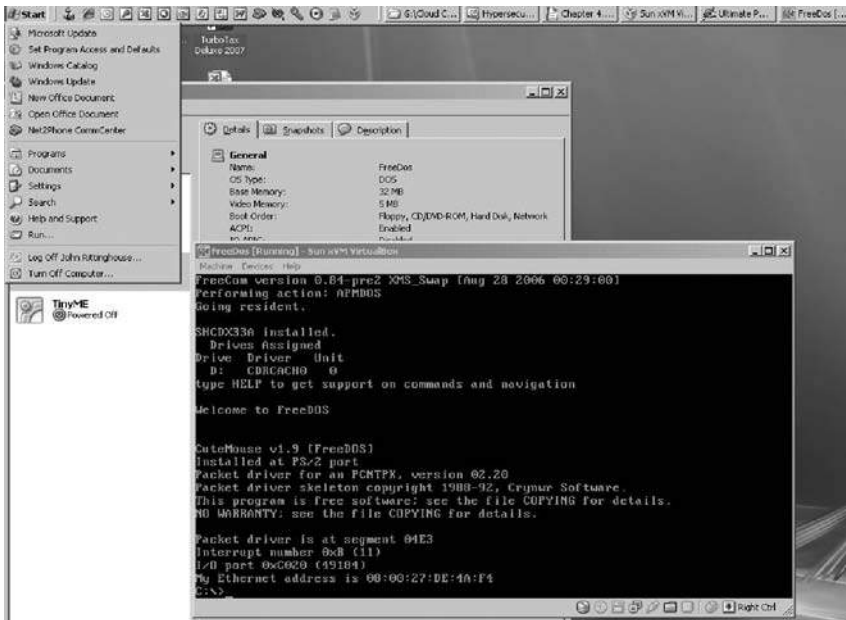 Start
G:\Cloud C...
Hypersecu...
Chapter 4....
Sun xVM Vi...
Ultimate P...
FreeDos [...
Microsoft Update
Set Program Access and Defaults
Windows Catalog
Windows Update
New Office Document
Open Office Document
Net2Phone CommCenter
Programs
Documents
Settings
Search
Help and Support
Run...
Log Off John Rittinghouse...
Turn Off Computer...
TurboTax
Deluxe 2007
Details
Snapshots
Description
General
Name: FreeDos
OS Type: DOS
Base Memory: 32 MB
Video Memory: 5 MB
Boot Order: Floppy, CD/DVD-ROM, Hard Disk, Network
ACPI: Enabled
IO APIC: Disabled
TinyME
Powered Off
FreeDos [Running] - Sun xVM VirtualBox
Machine Devices Help
FreeCom version 0.84-pre2 XMS_Swap [Aug 28 2006 00:29:00]
Performing action: APMDOS
Going resident.
SHCDX33A installed.
Drives Assigned
Drive Driver Unit
D: CDRCACH0 0
type HELP to get support on commands and navigation
Welcome to FreeDOS
CuteMouse v1.9 [FreeDOS]
Installed at PS/2 port
Packet driver for an PCNTPK, version 02.20
Packet driver skeleton copyright 1988-92, Crynwr Software.
This program is free software; see the file COPYING for details.
NO WARRANTY; see the file COPYING for details.
Packet driver is at segment 04E3
Interrupt number 0xB (11)
I/O port 0xC020 (49184)
My Ethernet address is 08:00:27:DE:4A:F4
C:\>_
Right Ctrl